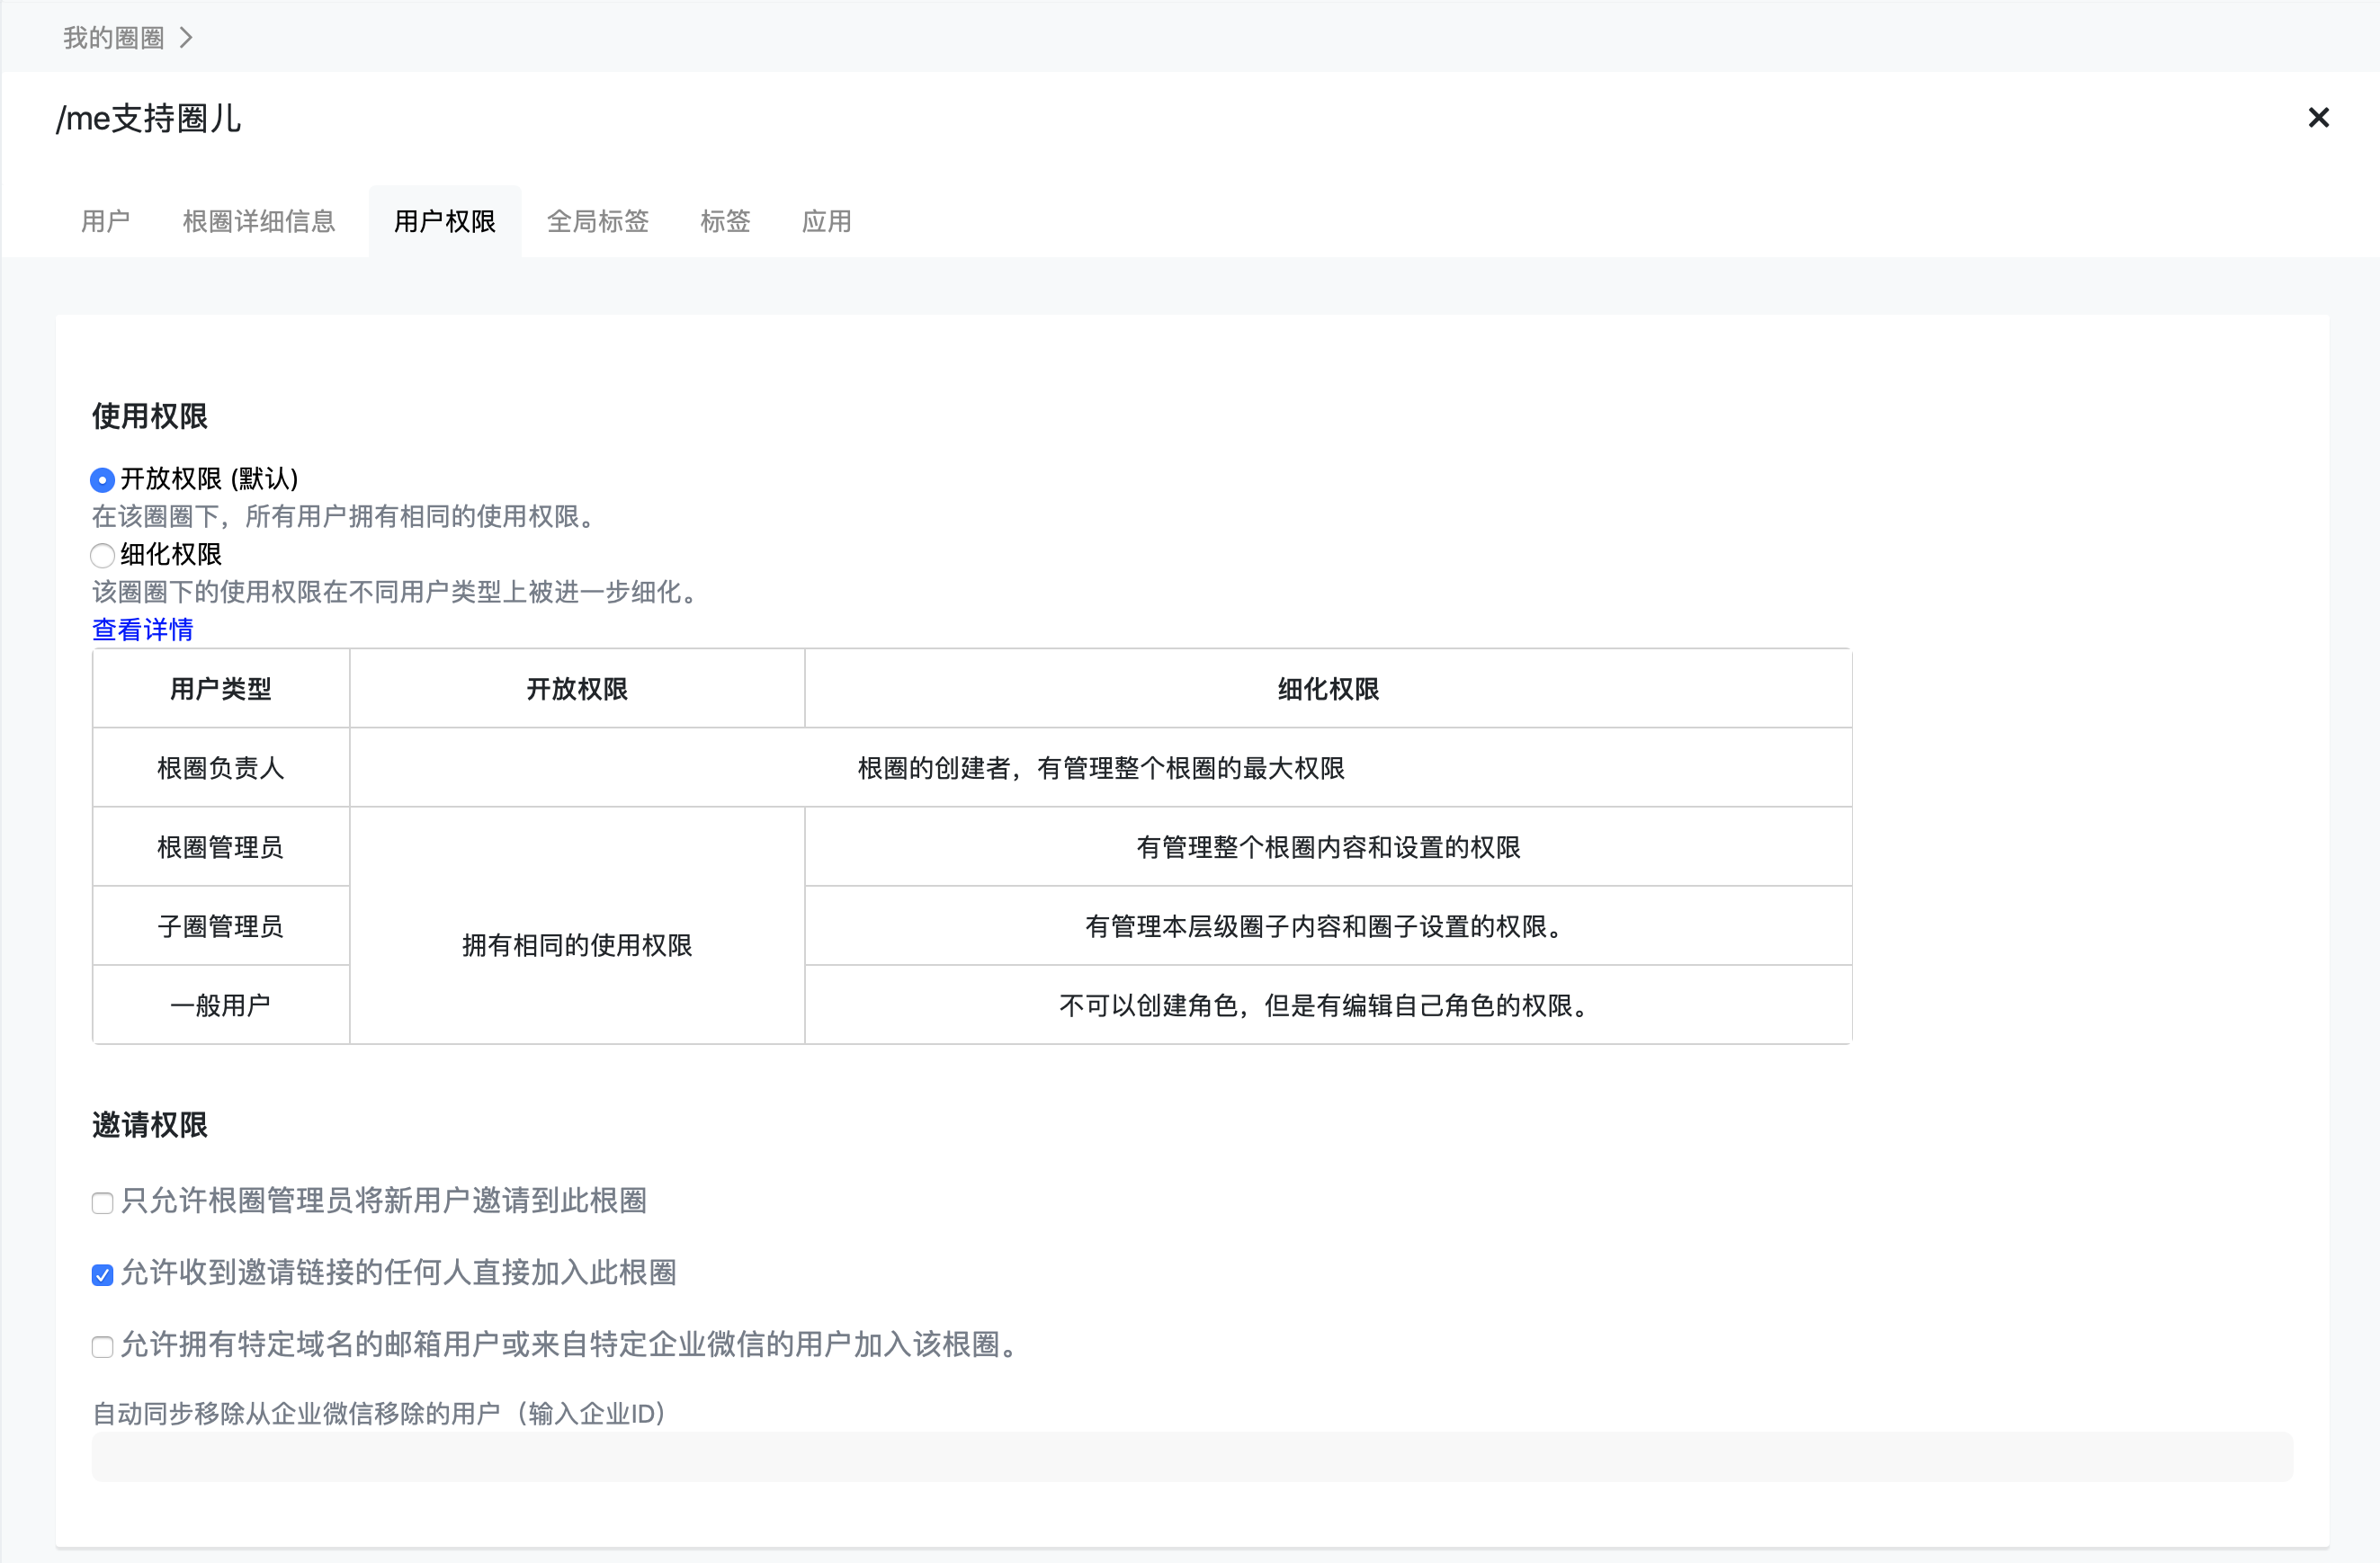 我的圈圈
/me支持圈儿
用户 根圈详细信息 用户权限 全局标签 标签 应用
使用权限
开放权限 (默认)
在该圈圈下，所有用户拥有相同的使用权限。
细化权限
该圈圈下的使用权限在不同用户类型上被进一步细化。
查看详情
用户类型 开放权限 细化权限
根圈负责人 根圈的创建者，有管理整个根圈的最大权限
根圈管理员 有管理整个根圈内容和设置的权限
子圈管理员 有管理本层级圈子内容和圈子设置的权限。
拥有相同的使用权限
一般用户 不可以创建角色，但是有编辑自己角色的权限。
邀请权限
只允许根圈管理员将新用户邀请到此根圈
允许收到邀请链接的任何人直接加入此根圈
允许拥有特定域名的邮箱用户或来自特定企业微信的用户加入该根圈。
自动同步移除从企业微信移除的用户（输入企业ID）